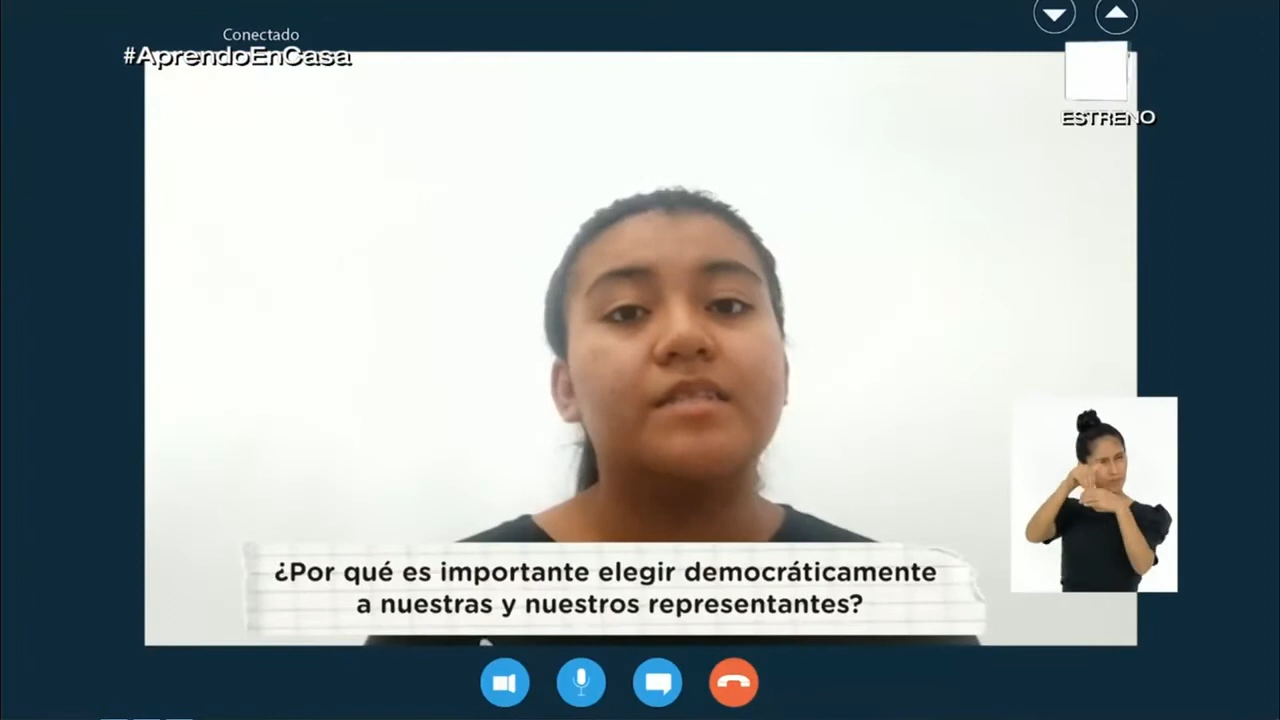 Conectado
#AprendoEnCasa
ESTRENO
¿Por qué es importante elegir democráticamente
a nuestras y nuestros representantes?